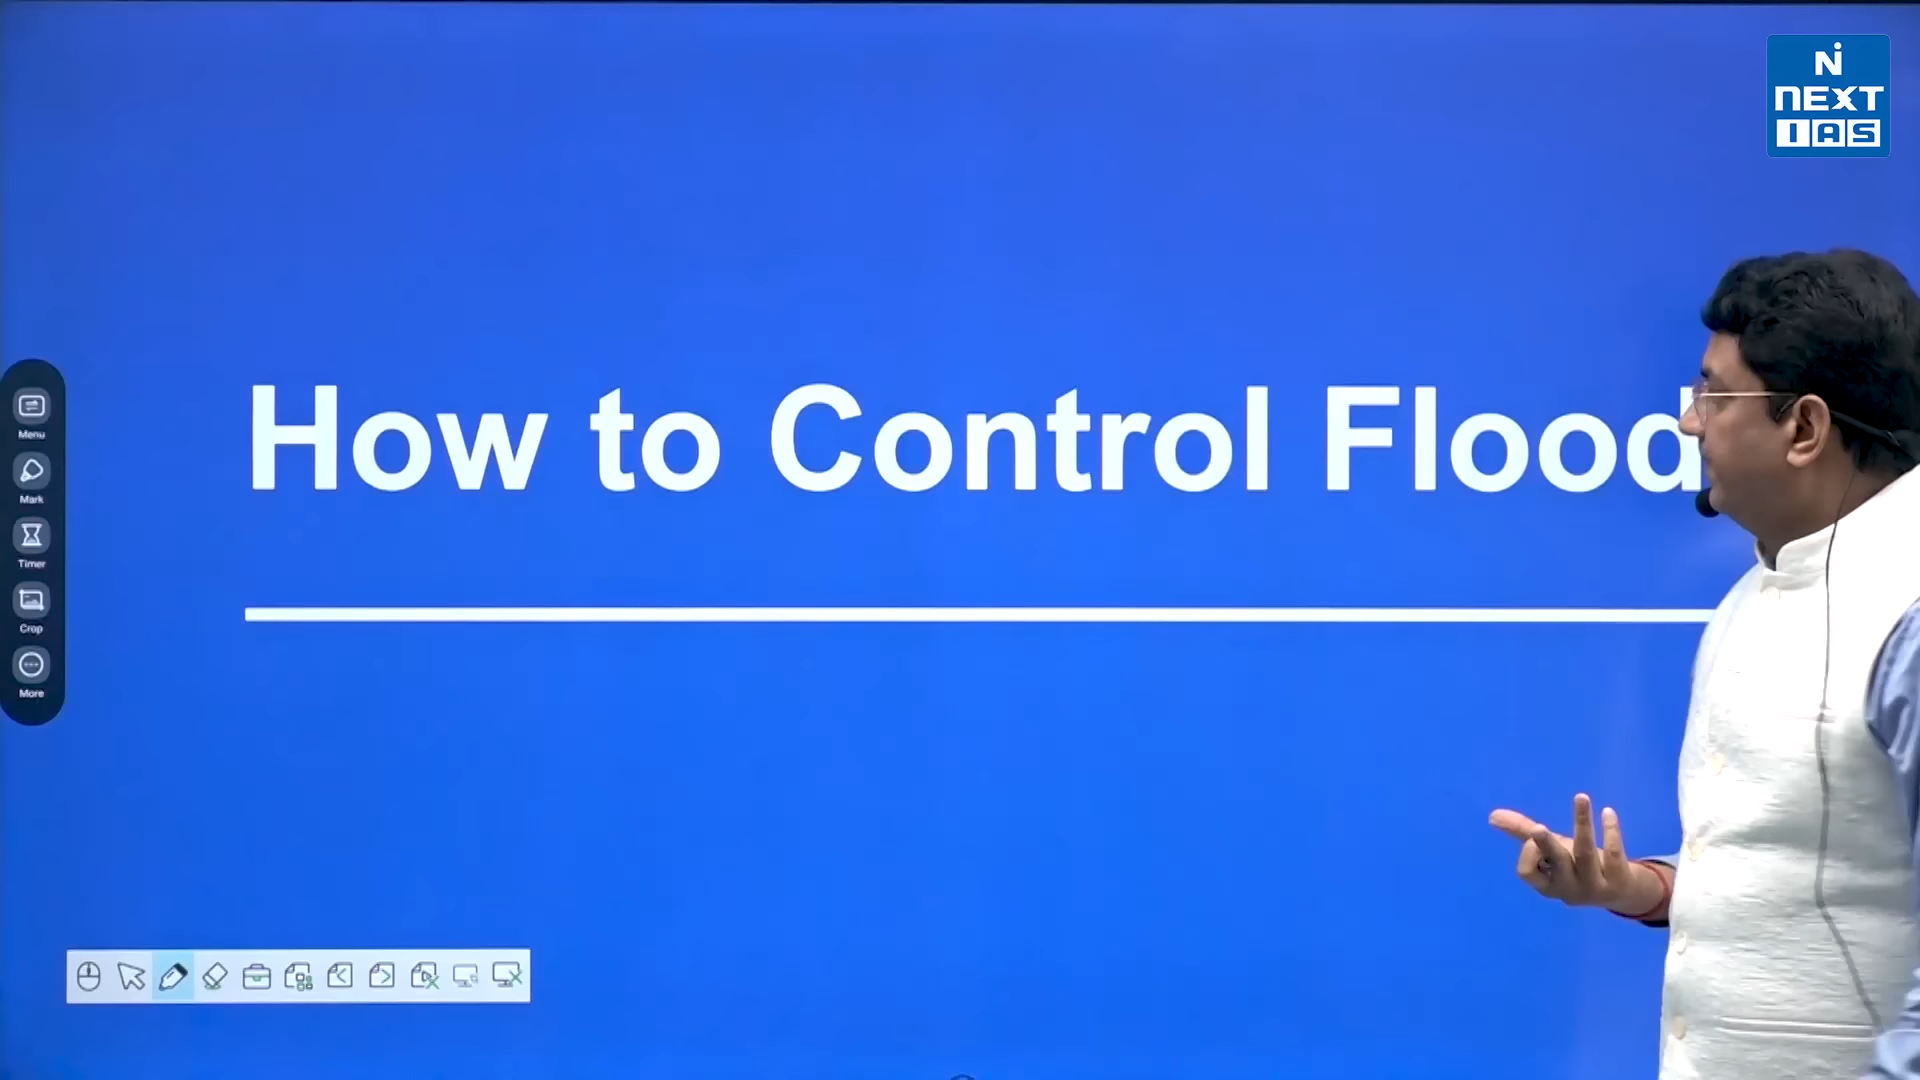 NEXT
IAS
How to Control Flood
Menu
Mark
Timer
Crop
More